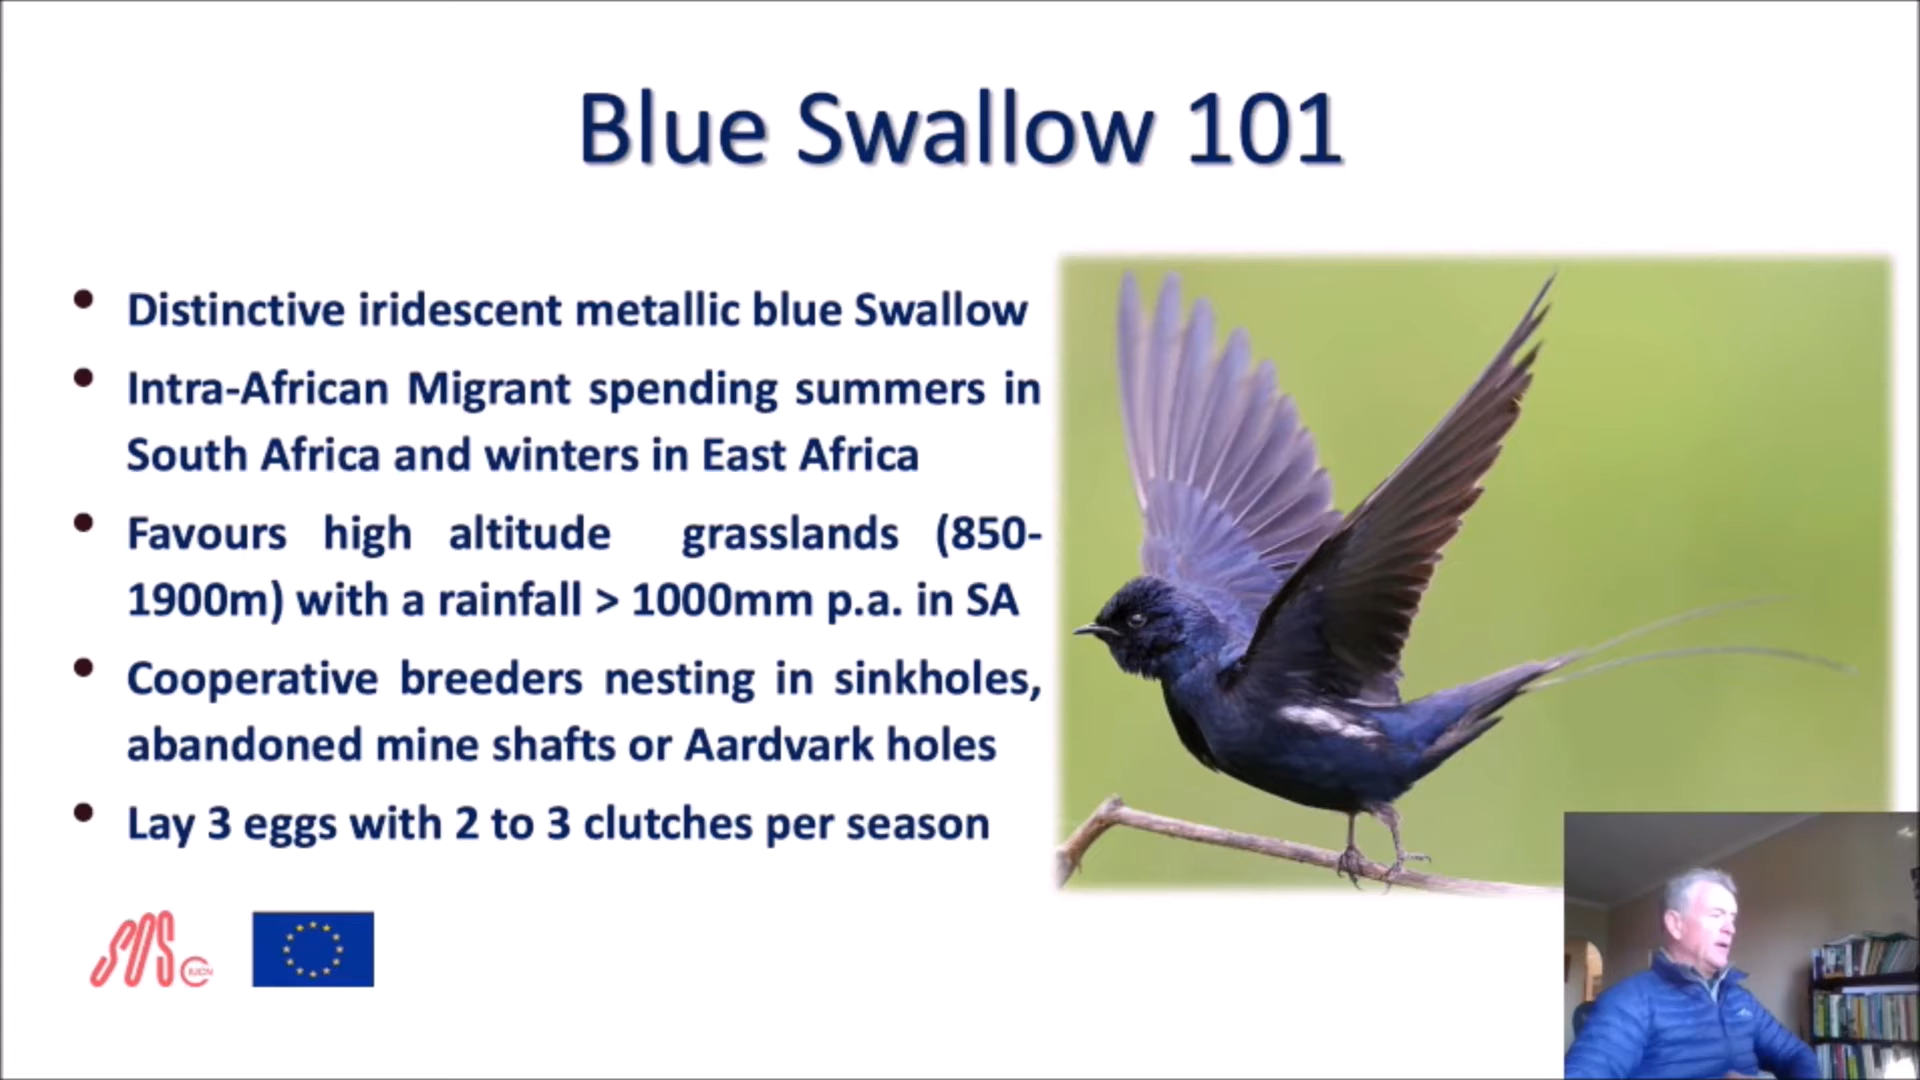 Blue Swallow 101
• Distinctive iridescent metallic blue Swallow
• Intra-African Migrant spending summers in
South Africa and winters in East Africa
• Favours high altitude grasslands (850-
1900m) with a rainfall > 1000mm p.a. in SA
• Cooperative breeders nesting in sinkholes,
abandoned mine shafts or Aardvark holes
• Lay 3 eggs with 2 to 3 clutches per season
SOS
IUCN